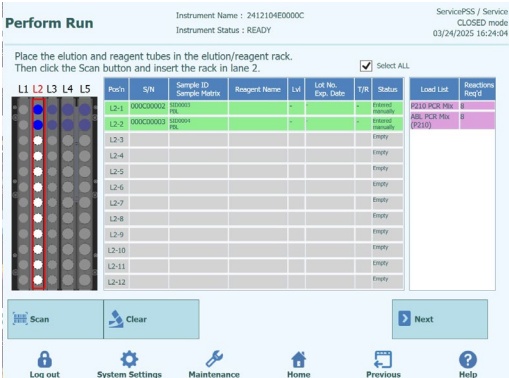 Perform Run
Instrument Name : 2412104E0000C
Instrument Status : READY
ServicePSS / Service
CLOSED mode
03/24/2025 16:24:04
Place the elution and reagent tubes in the elution/reagent rack.
Then click the Scan button and insert the rack in lane 2.
Select ALL
L1 L2 L3 L4 L5
Pos'n S/N Sample ID Sample Matrix Reagent Name Lvl Lot No. Exp. Date T/R Status
L2-1 000C00002 SID0003 PBL - - Entered manually
L2-2 000C00003 SID0004 PBL - - Entered manually
L2-3 Empty
L2-4 Empty
L2-5 Empty
L2-6 Empty
L2-7 Empty
L2-8 Empty
L2-9 Empty
L2-10 Empty
L2-11 Empty
L2-12 Empty
Load List Reactions Req'd
P210 PCR Mix 8
ABL PCR Mix (P210) 8
Scan
Clear
Next
Log out
System Settings
Maintenance
Home
Previous
Help